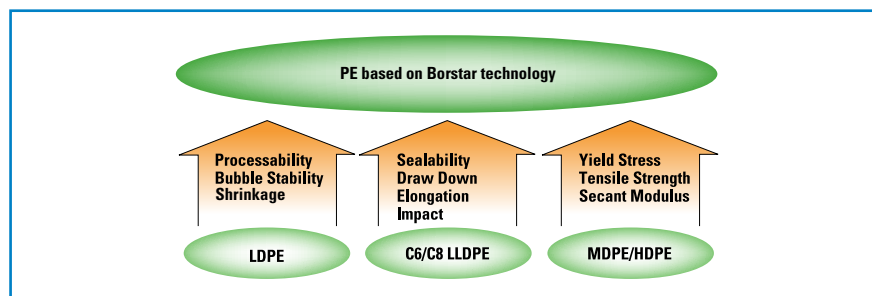 PE based on Borstar technology
Processability
Bubble Stability
Shrinkage
Sealability
Draw Down
Elongation
Impact
Yield Stress
Tensile Strength
Secant Modulus
LDPE
C6/C8 LLDPE
MDPE/HDPE